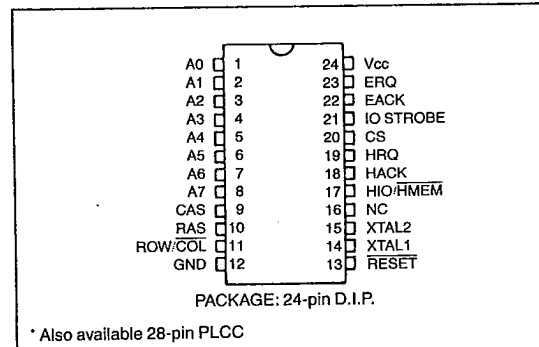 A0 1 24 Vcc
A1 2 23 ERQ
A2 3 22 EACK
A3 4 21 IO STROBE
A4 5 20 CS
A5 6 19 HRQ
A6 7 18 HACK
A7 8 17 HIO/HMEM
CAS 9 16 NC
RAS 10 15 XTAL2
ROW/COL 11 14 XTAL1
GND 12 13 RESET
PACKAGE: 24-pin D.I.P.
* Also available 28-pin PLCC